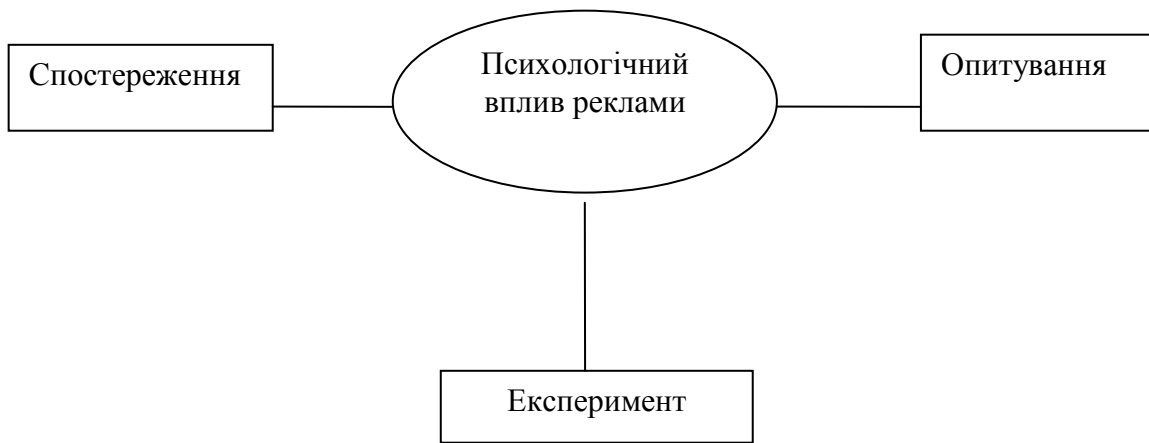 Спостереження
Психологічний
вплив реклами
Опитування
Експеримент